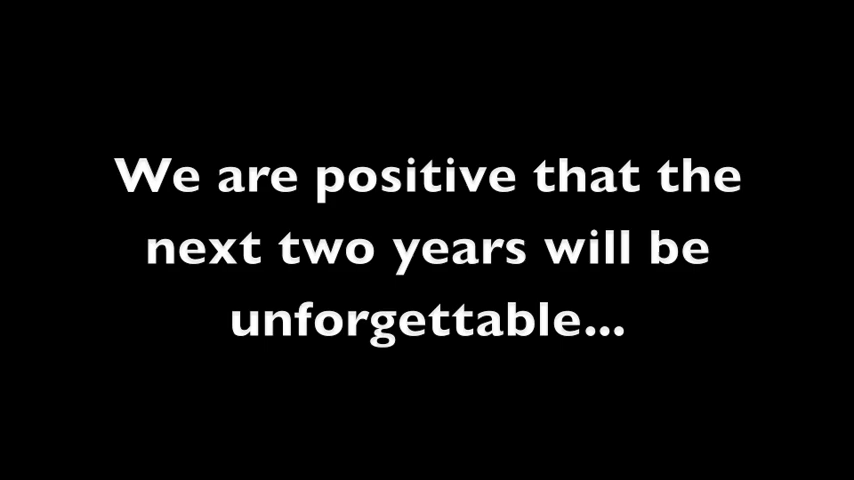 We are positive that the
next two years will be
unforgettable...